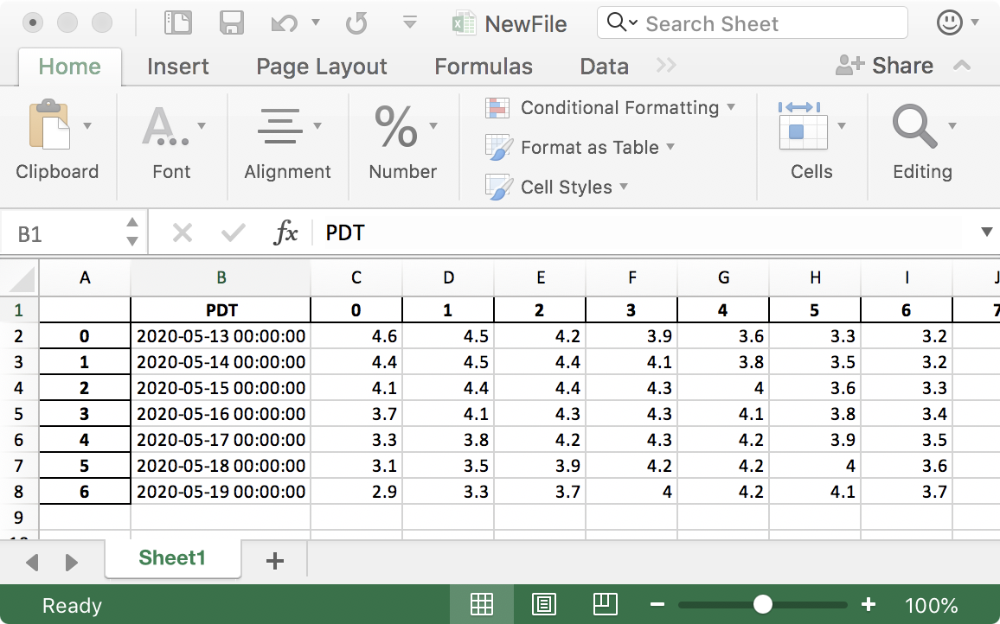 NewFile
Search Sheet
Home Insert Page Layout Formulas Data Share
Clipboard Font Alignment Number Conditional Formatting Format as Table Cell Styles Cells Editing
B1 fx PDT
A B C D E F G H I J
1 PDT 0 1 2 3 4 5 6 7
2 0 2020-05-13 00:00:00 4.6 4.5 4.2 3.9 3.6 3.3 3.2
3 1 2020-05-14 00:00:00 4.4 4.5 4.4 4.1 3.8 3.5 3.2
4 2 2020-05-15 00:00:00 4.1 4.4 4.4 4.3 4 3.6 3.3
5 3 2020-05-16 00:00:00 3.7 4.1 4.3 4.3 4.1 3.8 3.4
6 4 2020-05-17 00:00:00 3.3 3.8 4.2 4.3 4.2 3.9 3.5
7 5 2020-05-18 00:00:00 3.1 3.5 3.9 4.2 4.2 4 3.6
8 6 2020-05-19 00:00:00 2.9 3.3 3.7 4 4.2 4.1 3.7
9
Sheet1
Ready 100%